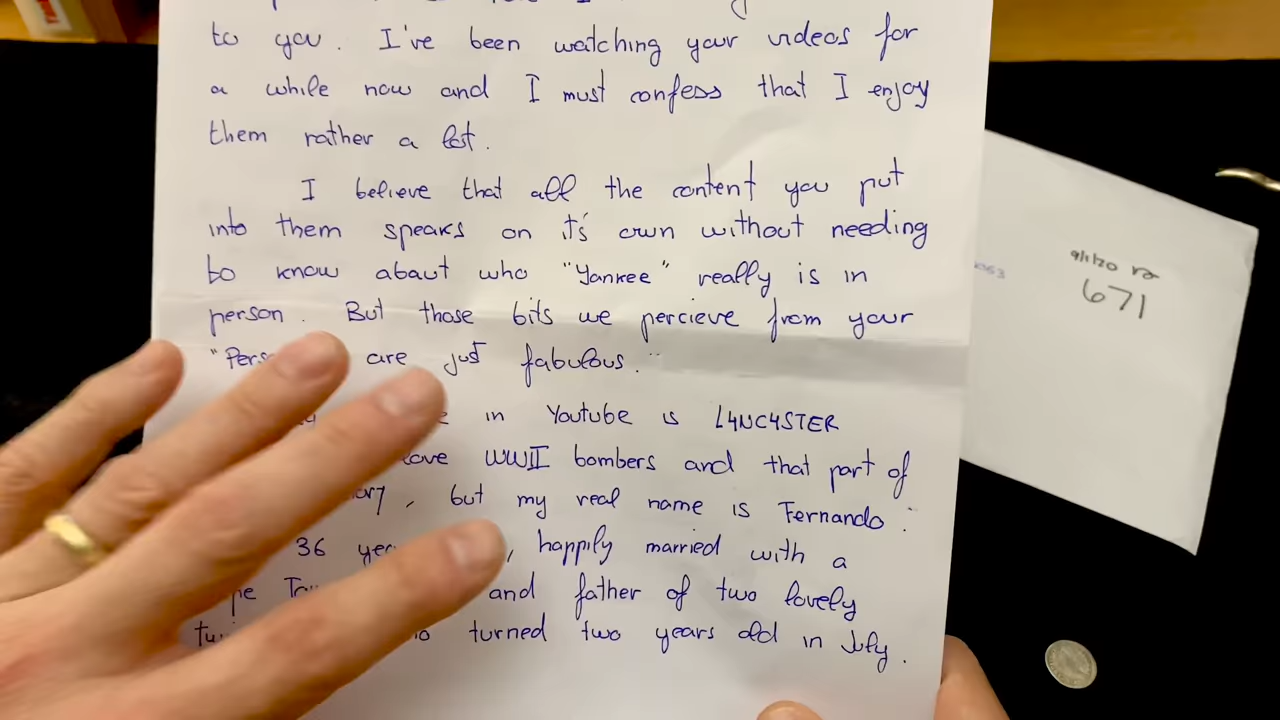 to you. I've been watching your videos for
a while now and I must confess that I enjoy
them rather a lot.
I believe that all the content you put
into them speaks on it's own without needing
to know about who "Yankee" really is in
person. But those bits we percieve from your
are just fabulous.
in Youtube is L4NC4STER
love WWII bombers and that part of
, but my real name is Fernando.
36 , happily married with a
and father of two lovely
turned two years old in July.
9/1/20
671